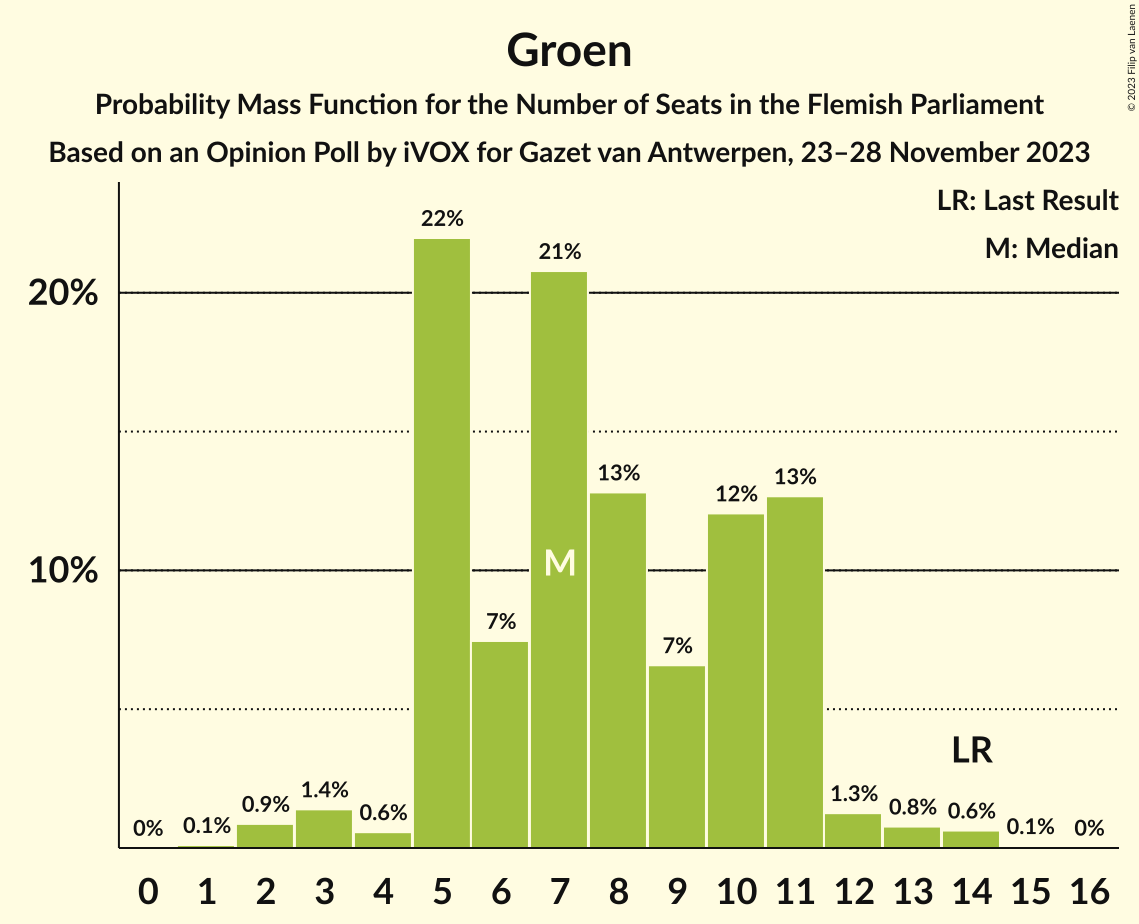 Groen
Probability Mass Function for the Number of Seats in the Flemish Parliament
Based on an Opinion Poll by iVOX for Gazet van Antwerpen, 23–28 November 2023
© 2023 Filip van Laenen
LR: Last Result
M: Median
20%
10%
0%
0.1%
0.9%
1.4%
0.6%
22%
7%
21%
13%
7%
12%
13%
1.3%
0.8%
0.6%
0.1%
0%
M
LR
0 1 2 3 4 5 6 7 8 9 10 11 12 13 14 15 16